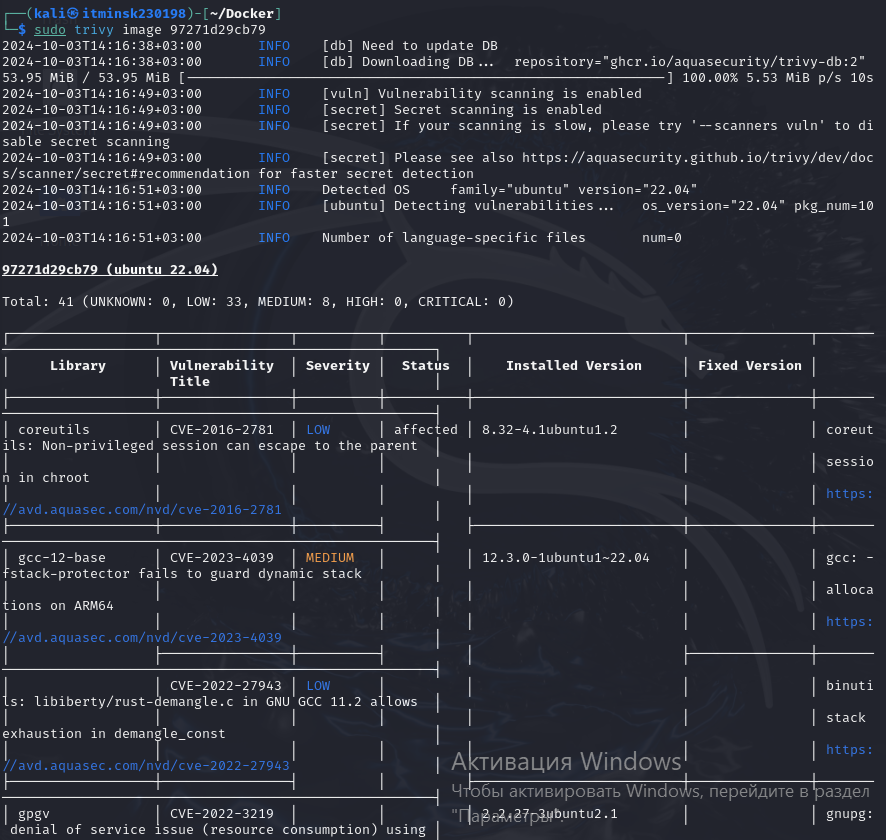 ┌──(kali㉿itminsk230198)-[~/Docker]
└─$ sudo trivy image 97271d29cb79
2024-10-03T14:16:38+03:00 INFO [db] Need to update DB
2024-10-03T14:16:38+03:00 INFO [db] Downloading DB... repository="ghcr.io/aquasecurity/trivy-db:2"
53.95 MiB / 53.95 MiB [———————————————————————————————————————————————————————————] 100.00% 5.53 MiB p/s 10s
2024-10-03T14:16:49+03:00 INFO [vuln] Vulnerability scanning is enabled
2024-10-03T14:16:49+03:00 INFO [secret] Secret scanning is enabled
2024-10-03T14:16:49+03:00 INFO [secret] If your scanning is slow, please try '--scanners vuln' to di
sable secret scanning
2024-10-03T14:16:49+03:00 INFO [secret] Please see also https://aquasecurity.github.io/trivy/dev/doc
s/scanner/secret#recommendation for faster secret detection
2024-10-03T14:16:51+03:00 INFO Detected OS family="ubuntu" version="22.04"
2024-10-03T14:16:51+03:00 INFO [ubuntu] Detecting vulnerabilities... os_version="22.04" pkg_num=10
1
2024-10-03T14:16:51+03:00 INFO Number of language-specific files num=0
97271d29cb79 (ubuntu 22.04)
Total: 41 (UNKNOWN: 0, LOW: 33, MEDIUM: 8, HIGH: 0, CRITICAL: 0)
Library Vulnerability Severity Status Installed Version Fixed Version
Title
coreutils CVE-2016-2781 LOW affected 8.32-4.1ubuntu1.2 coreut
ils: Non-privileged session can escape to the parent
sessio
n in chroot
https:
//avd.aquasec.com/nvd/cve-2016-2781
gcc-12-base CVE-2023-4039 MEDIUM 12.3.0-1ubuntu1~22.04 gcc: -
fstack-protector fails to guard dynamic stack
alloca
tions on ARM64
https:
//avd.aquasec.com/nvd/cve-2023-4039
CVE-2022-27943 LOW binuti
ls: libiberty/rust-demangle.c in GNU GCC 11.2 allows
stack
exhaustion in demangle_const
https:
//avd.aquasec.com/nvd/cve-2022-27943
Активация Windows
Чтобы активировать Windows, перейдите в раздел
"Параметры".
gpgv CVE-2022-3219 2.2.27-3ubuntu2.1 gnupg:
denial of service issue (resource consumption) using